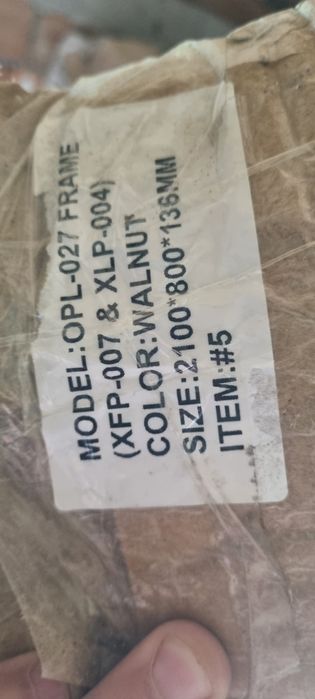 MODEL:OPL-027 FRAME
(XFP-007 & XLP-004)
COLOR:WALNUT
SIZE:2100*800*136MM
ITEM:#5